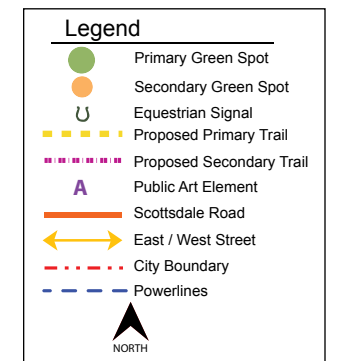 Legend
Primary Green Spot
Secondary Green Spot
Equestrian Signal
Proposed Primary Trail
Proposed Secondary Trail
A Public Art Element
Scottsdale Road
East / West Street
City Boundary
Powerlines
NORTH